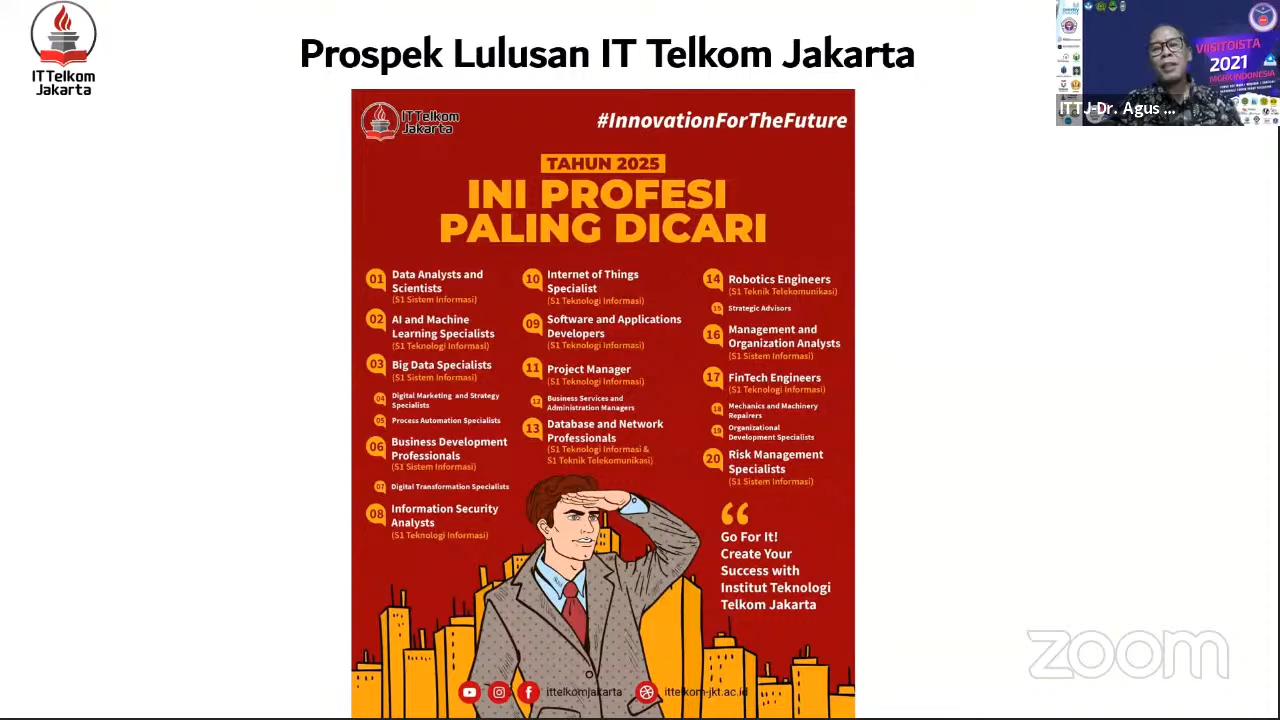 ITTelkom
Jakarta
Prospek Lulusan IT Telkom Jakarta
VIISITOISTA
2021
ITTJ-Dr. Agus ...
ITTelkom
Jakarta
#InnovationForTheFuture
TAHUN 2025
INI PROFESI
PALING DICARI
01
Data Analysts and
Scientists
(S1 Sistem Informasi)
02
AI and Machine
Learning Specialists
(S1 Teknologi Informasi)
03
Big Data Specialists
(S1 Sistem Informasi)
04
Digital Marketing and Strategy
Specialists
05
Process Automation Specialists
06
Business Development
Professionals
(S1 Sistem Informasi)
07
Digital Transformation Specialists
08
Information Security
Analysts
(S1 Teknologi Informasi)
10
Internet of Things
Specialist
(S1 Teknologi Informasi)
09
Software and Applications
Developers
(S1 Teknologi Informasi)
11
Project Manager
(S1 Teknologi Informasi)
12
Business Services and
Administration Managers
13
Database and Network
Professionals
(S1 Teknologi Informasi &
S1 Teknik Telekomunikasi)
14
Robotics Engineers
(S1 Teknik Telekomunikasi)
15
Strategic Advisors
16
Management and
Organization Analysts
(S1 Sistem Informasi)
17
FinTech Engineers
(S1 Teknologi Informasi)
18
Mechanics and Machinery
Repairers
19
Organizational
Development Specialists
20
Risk Management
Specialists
(S1 Sistem Informasi)
“
Go For It!
Create Your
Success with
Institut Teknologi
Telkom Jakarta
ittelkomjakarta
ittelkom-jkt.ac.id
zoom